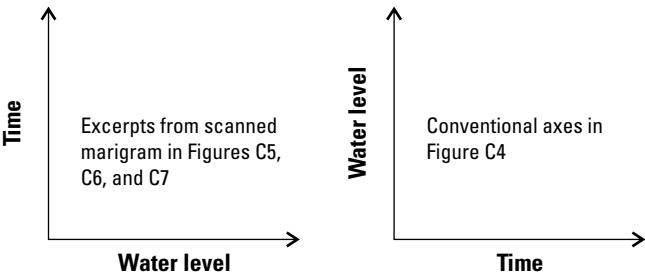 Time
Excerpts from scanned
marigram in Figures C5,
C6, and C7
Water level
Water level
Conventional axes in
Figure C4
Time